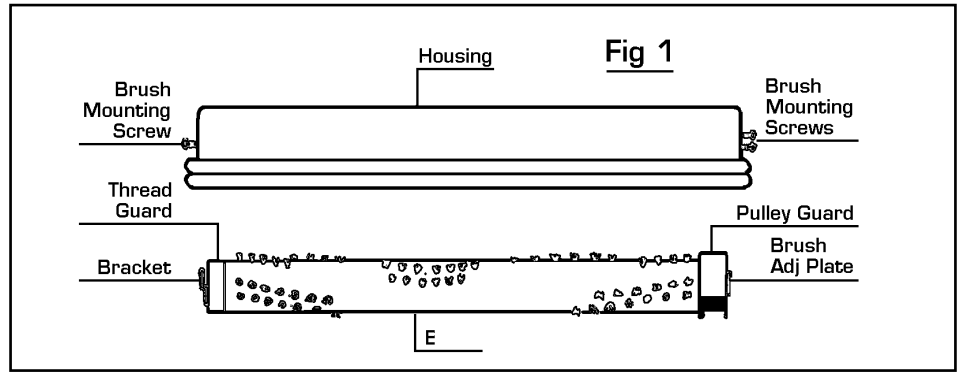 Fig 1
Housing
Brush
Mounting
Screw
Brush
Mounting
Screws
Thread
Guard
Pulley Guard
Bracket
Brush
Adj Plate
E